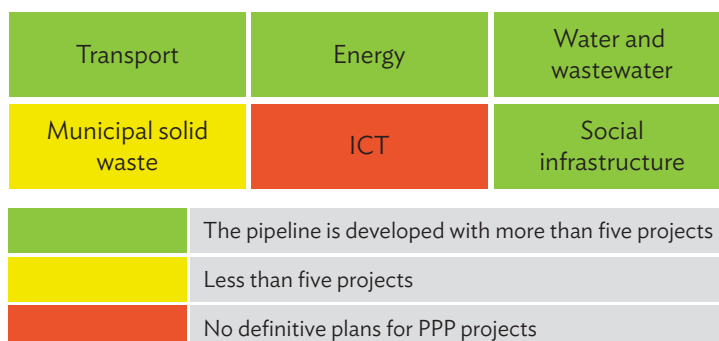 Transport
Energy
Water and
wastewater
Municipal solid
waste
ICT
Social
infrastructure
The pipeline is developed with more than five projects
Less than five projects
No definitive plans for PPP projects